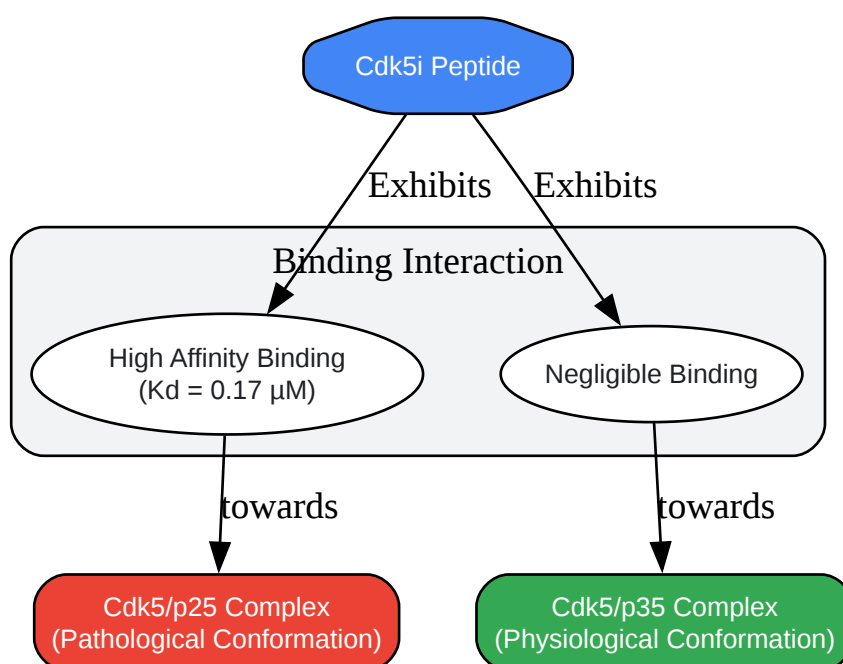 Cdk5i Peptide
Exhibits Exhibits
Binding Interaction
High Affinity Binding
(Kd = 0.17 µM)
Negligible Binding
towards towards
Cdk5/p25 Complex
(Pathological Conformation)
Cdk5/p35 Complex
(Physiological Conformation)